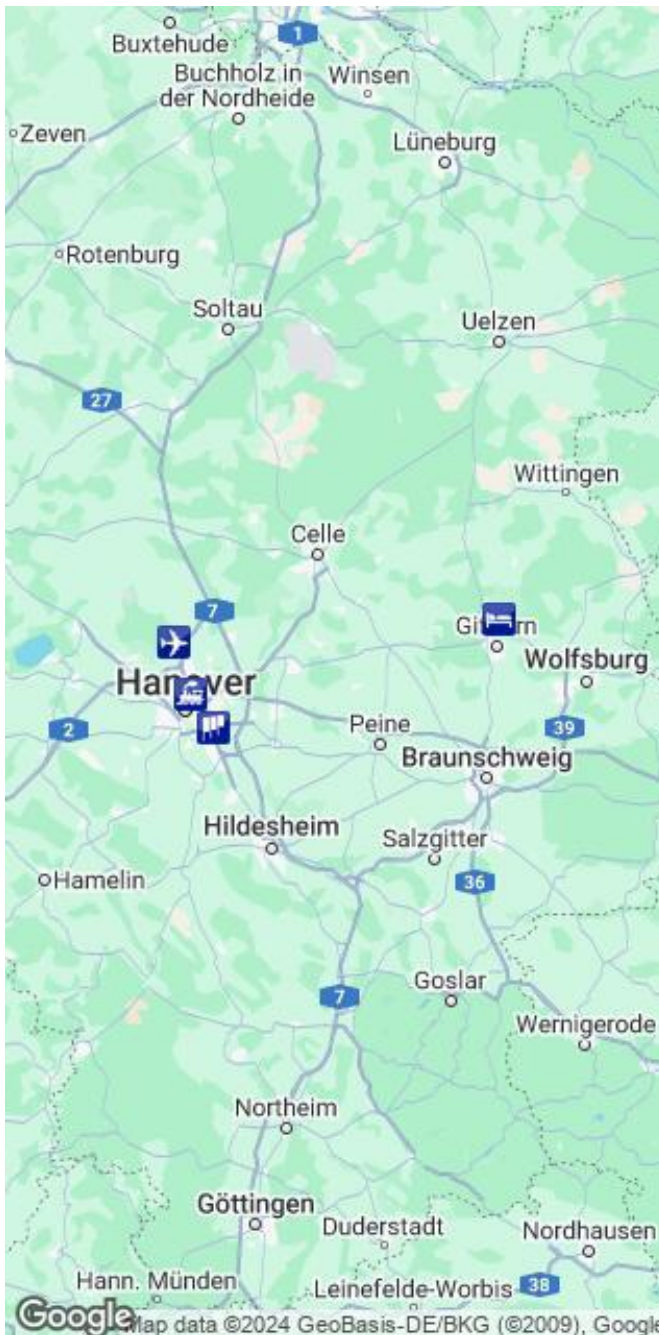 Buxtehude
1
Buchholz in
der Nordheide
Winsen
Zeven
Lüneburg
Rotenburg
Soltau
Uelzen
27
Wittingen
Celle
7
Wolfsburg
Hanover
2
Peine
39
Braunschweig
Hildesheim
Salzgitter
Hamelin
36
Goslar
7
Wernigerode
Northeim
Göttingen
Duderstadt
Nordhausen
Hann. Münden
Leinefelde-Worbis
38
Google
Map data ©2024 GeoBasis-DE/BKG (©2009), Google